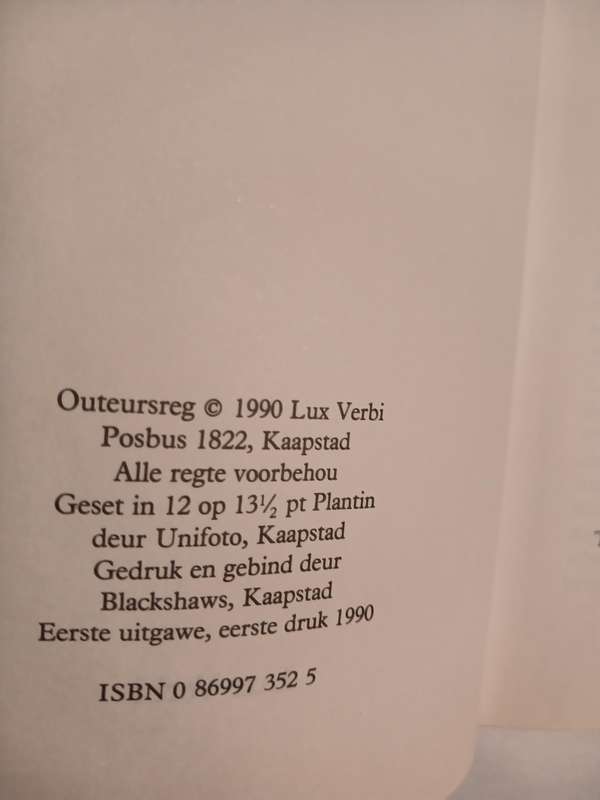 Outeursreg © 1990 Lux Verbi
Posbus 1822, Kaapstad
Alle regte voorbehou
Geset in 12 op 13½ pt Plantin
deur Unifoto, Kaapstad
Gedruk en gebind deur
Blackshaws, Kaapstad
Eerste uitgawe, eerste druk 1990
ISBN 0 86997 352 5